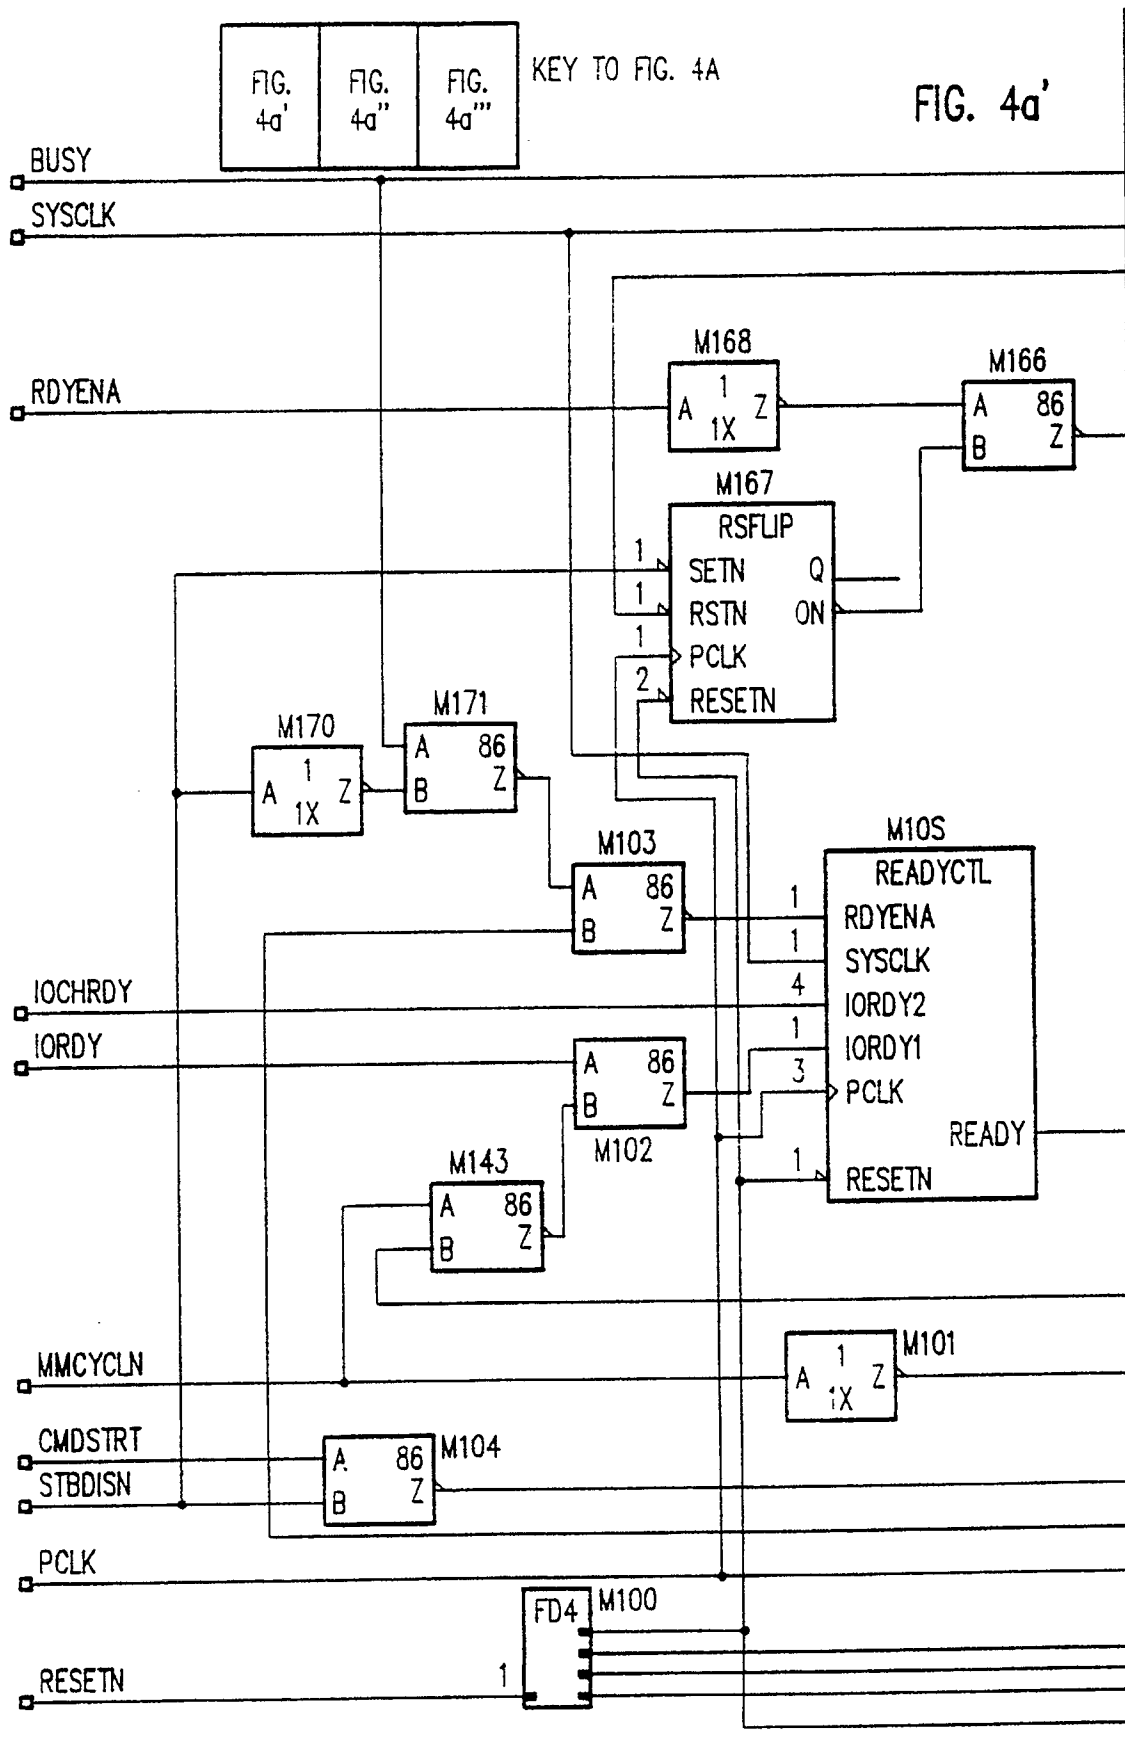 FIG. 4a' FIG. 4a'' FIG. 4a''' KEY TO FIG. 4A
FIG. 4a'
BUSY
SYSCLK
RDYENA
M168
A 1 Z
1X
M166
A 86
B Z
M167
RSFLIP
1 SETN Q
1 RSTN ON
1 PCLK
2 RESETN
M170
A 1 Z
1X
M171
A 86
B Z
M103
A 86
B Z
M10S
READYCTL
1 RDYENA
1 SYSCLK
4 IORDY2
1 IORDY1
3 PCLK
READY
1 RESETN
IOCHRDY
IORDY
A 86
B Z
M102
M143
A 86
B Z
MMCYCLN
M101
A 1 Z
1X
CMDSTRT
STBDISN
A 86
B Z
M104
PCLK
FD4 M100
RESETN 1